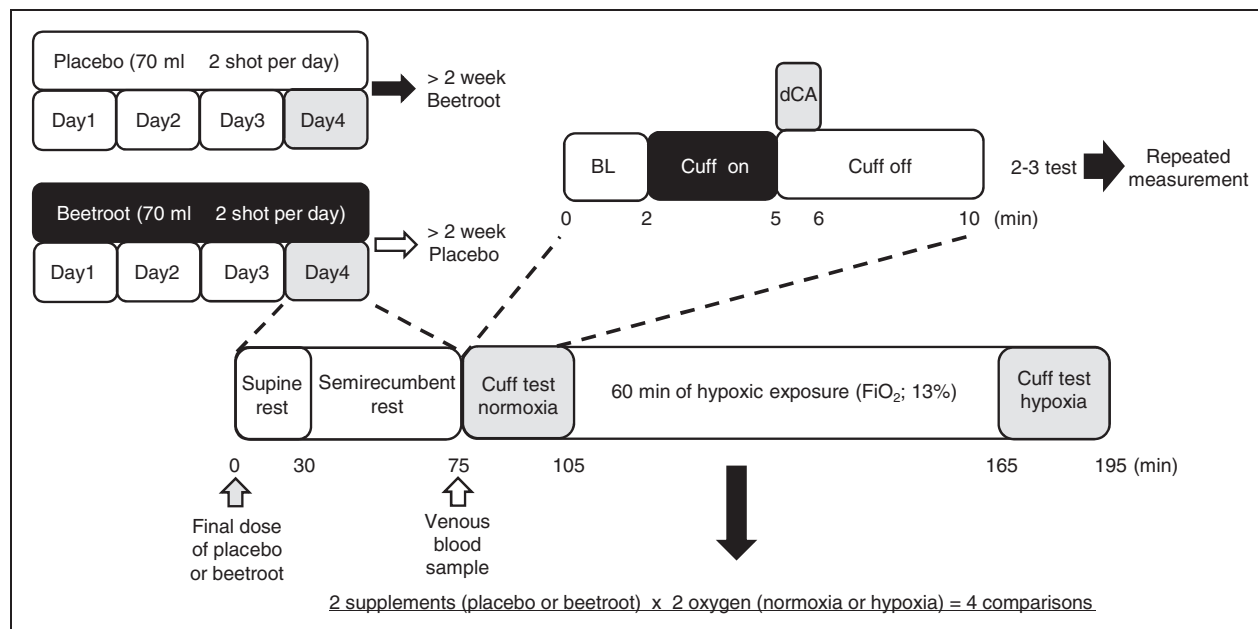 Placebo (70 ml 2 shot per day)
Day1 Day2 Day3 Day4
> 2 week
Beetroot
Beetroot (70 ml 2 shot per day)
Day1 Day2 Day3 Day4
> 2 week
Placebo
dCA
BL Cuff on Cuff off
2-3 test
Repeated
measurement
0 2 5 6 10 (min)
Supine
rest
Semirecumbent
rest
Cuff test
normoxia
60 min of hypoxic exposure (FiO₂; 13%)
Cuff test
hypoxia
0 30 75 105 165 195 (min)
Final dose
of placebo
or beetroot
Venous
blood
sample
2 supplements (placebo or beetroot) x 2 oxygen (normoxia or hypoxia) = 4 comparisons